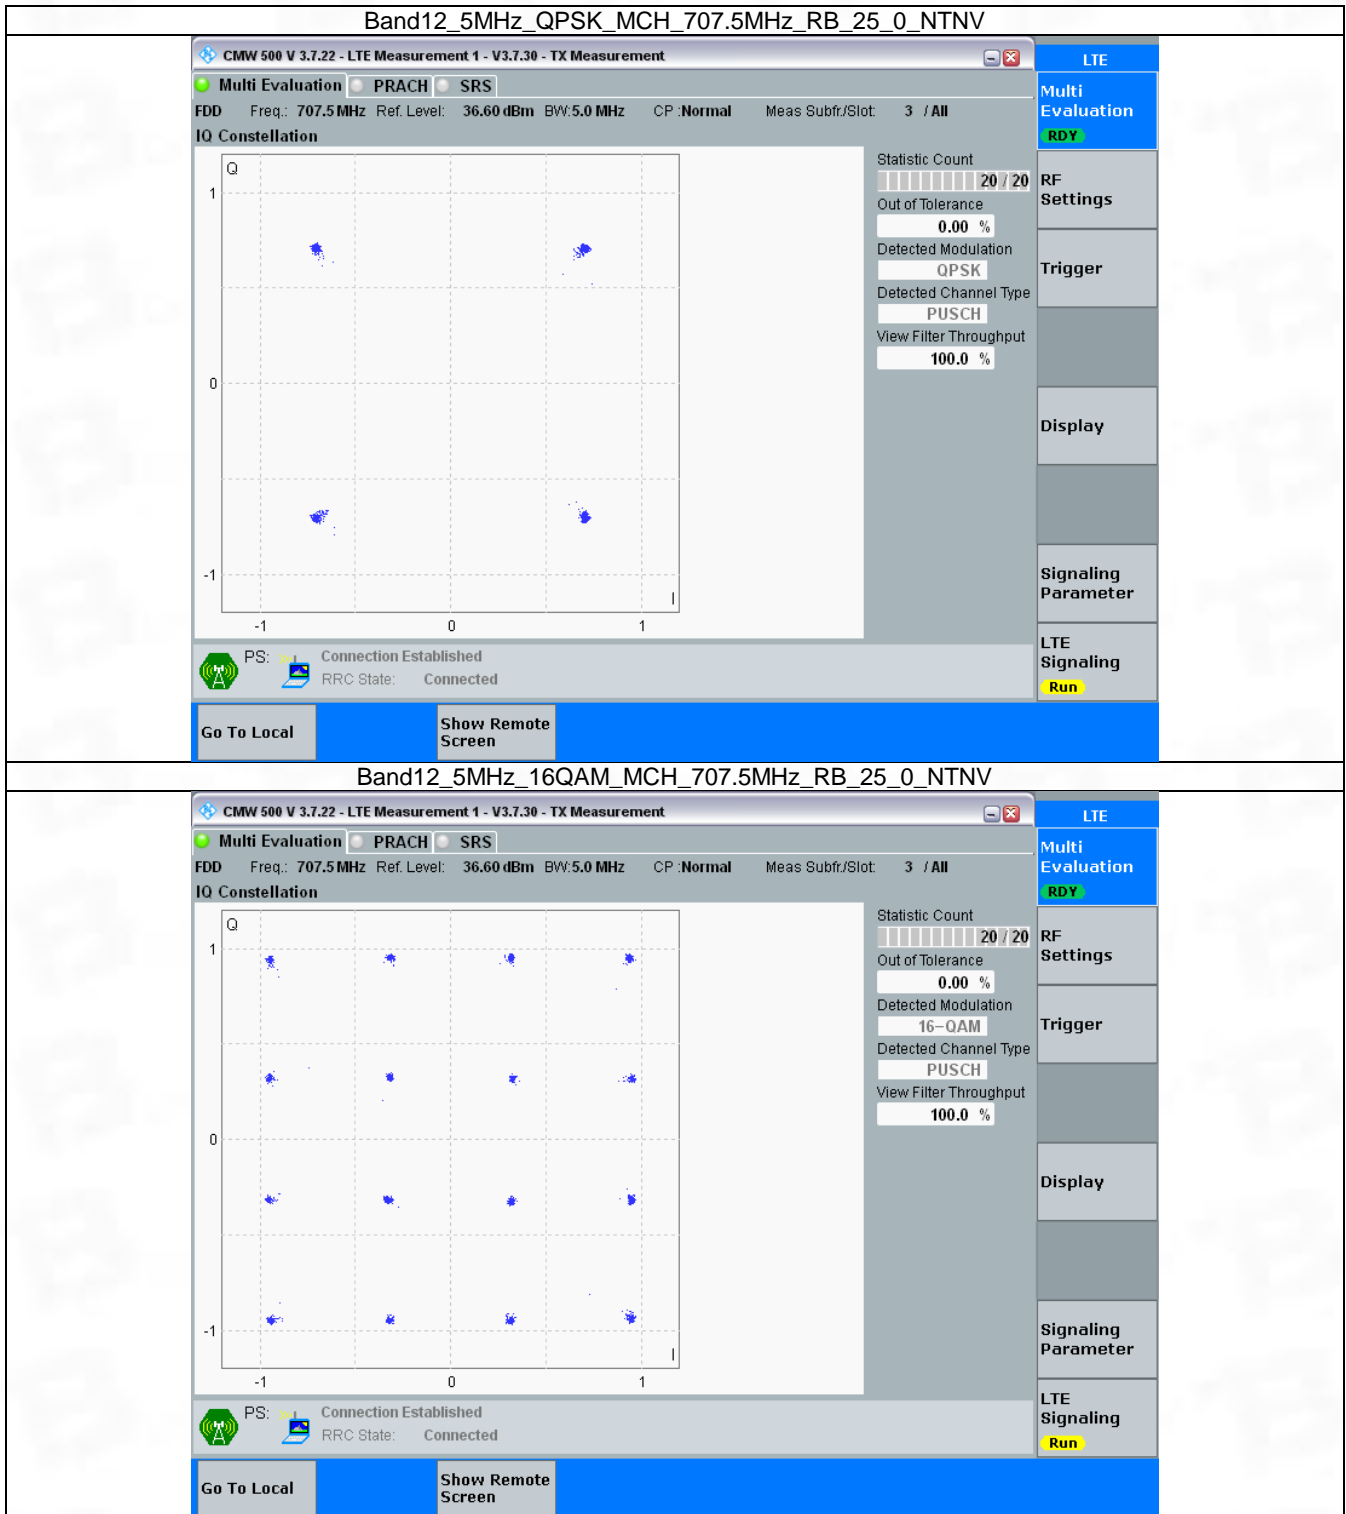 Band12_5MHz_QPSK_MCH_707.5MHz_RB_25_0_NTNV
CMW 500 V 3.7.22 - LTE Measurement 1 - V3.7.30 - TX Measurement
LTE
Multi Evaluation PRACH SRS
Multi
Evaluation
RDY
FDD Freq.: 707.5 MHz Ref. Level: 36.60 dBm BW:5.0 MHz CP :Normal Meas Subfr./Slot: 3 / All
IQ Constellation
Q
1
0
-1
I
-1 0 1
Statistic Count
20 / 20
Out of Tolerance
0.00 %
Detected Modulation
QPSK
Detected Channel Type
PUSCH
View Filter Throughput
100.0 %
RF
Settings
Trigger
Display
Signaling
Parameter
LTE
Signaling
Run
PS: Connection Established
RRC State: Connected
Go To Local
Show Remote
Screen
Band12_5MHz_16QAM_MCH_707.5MHz_RB_25_0_NTNV
CMW 500 V 3.7.22 - LTE Measurement 1 - V3.7.30 - TX Measurement
LTE
Multi Evaluation PRACH SRS
Multi
Evaluation
RDY
FDD Freq.: 707.5 MHz Ref. Level: 36.60 dBm BW:5.0 MHz CP :Normal Meas Subfr./Slot: 3 / All
IQ Constellation
Q
1
0
-1
I
-1 0 1
Statistic Count
20 / 20
Out of Tolerance
0.00 %
Detected Modulation
16-QAM
Detected Channel Type
PUSCH
View Filter Throughput
100.0 %
RF
Settings
Trigger
Display
Signaling
Parameter
LTE
Signaling
Run
PS: Connection Established
RRC State: Connected
Go To Local
Show Remote
Screen